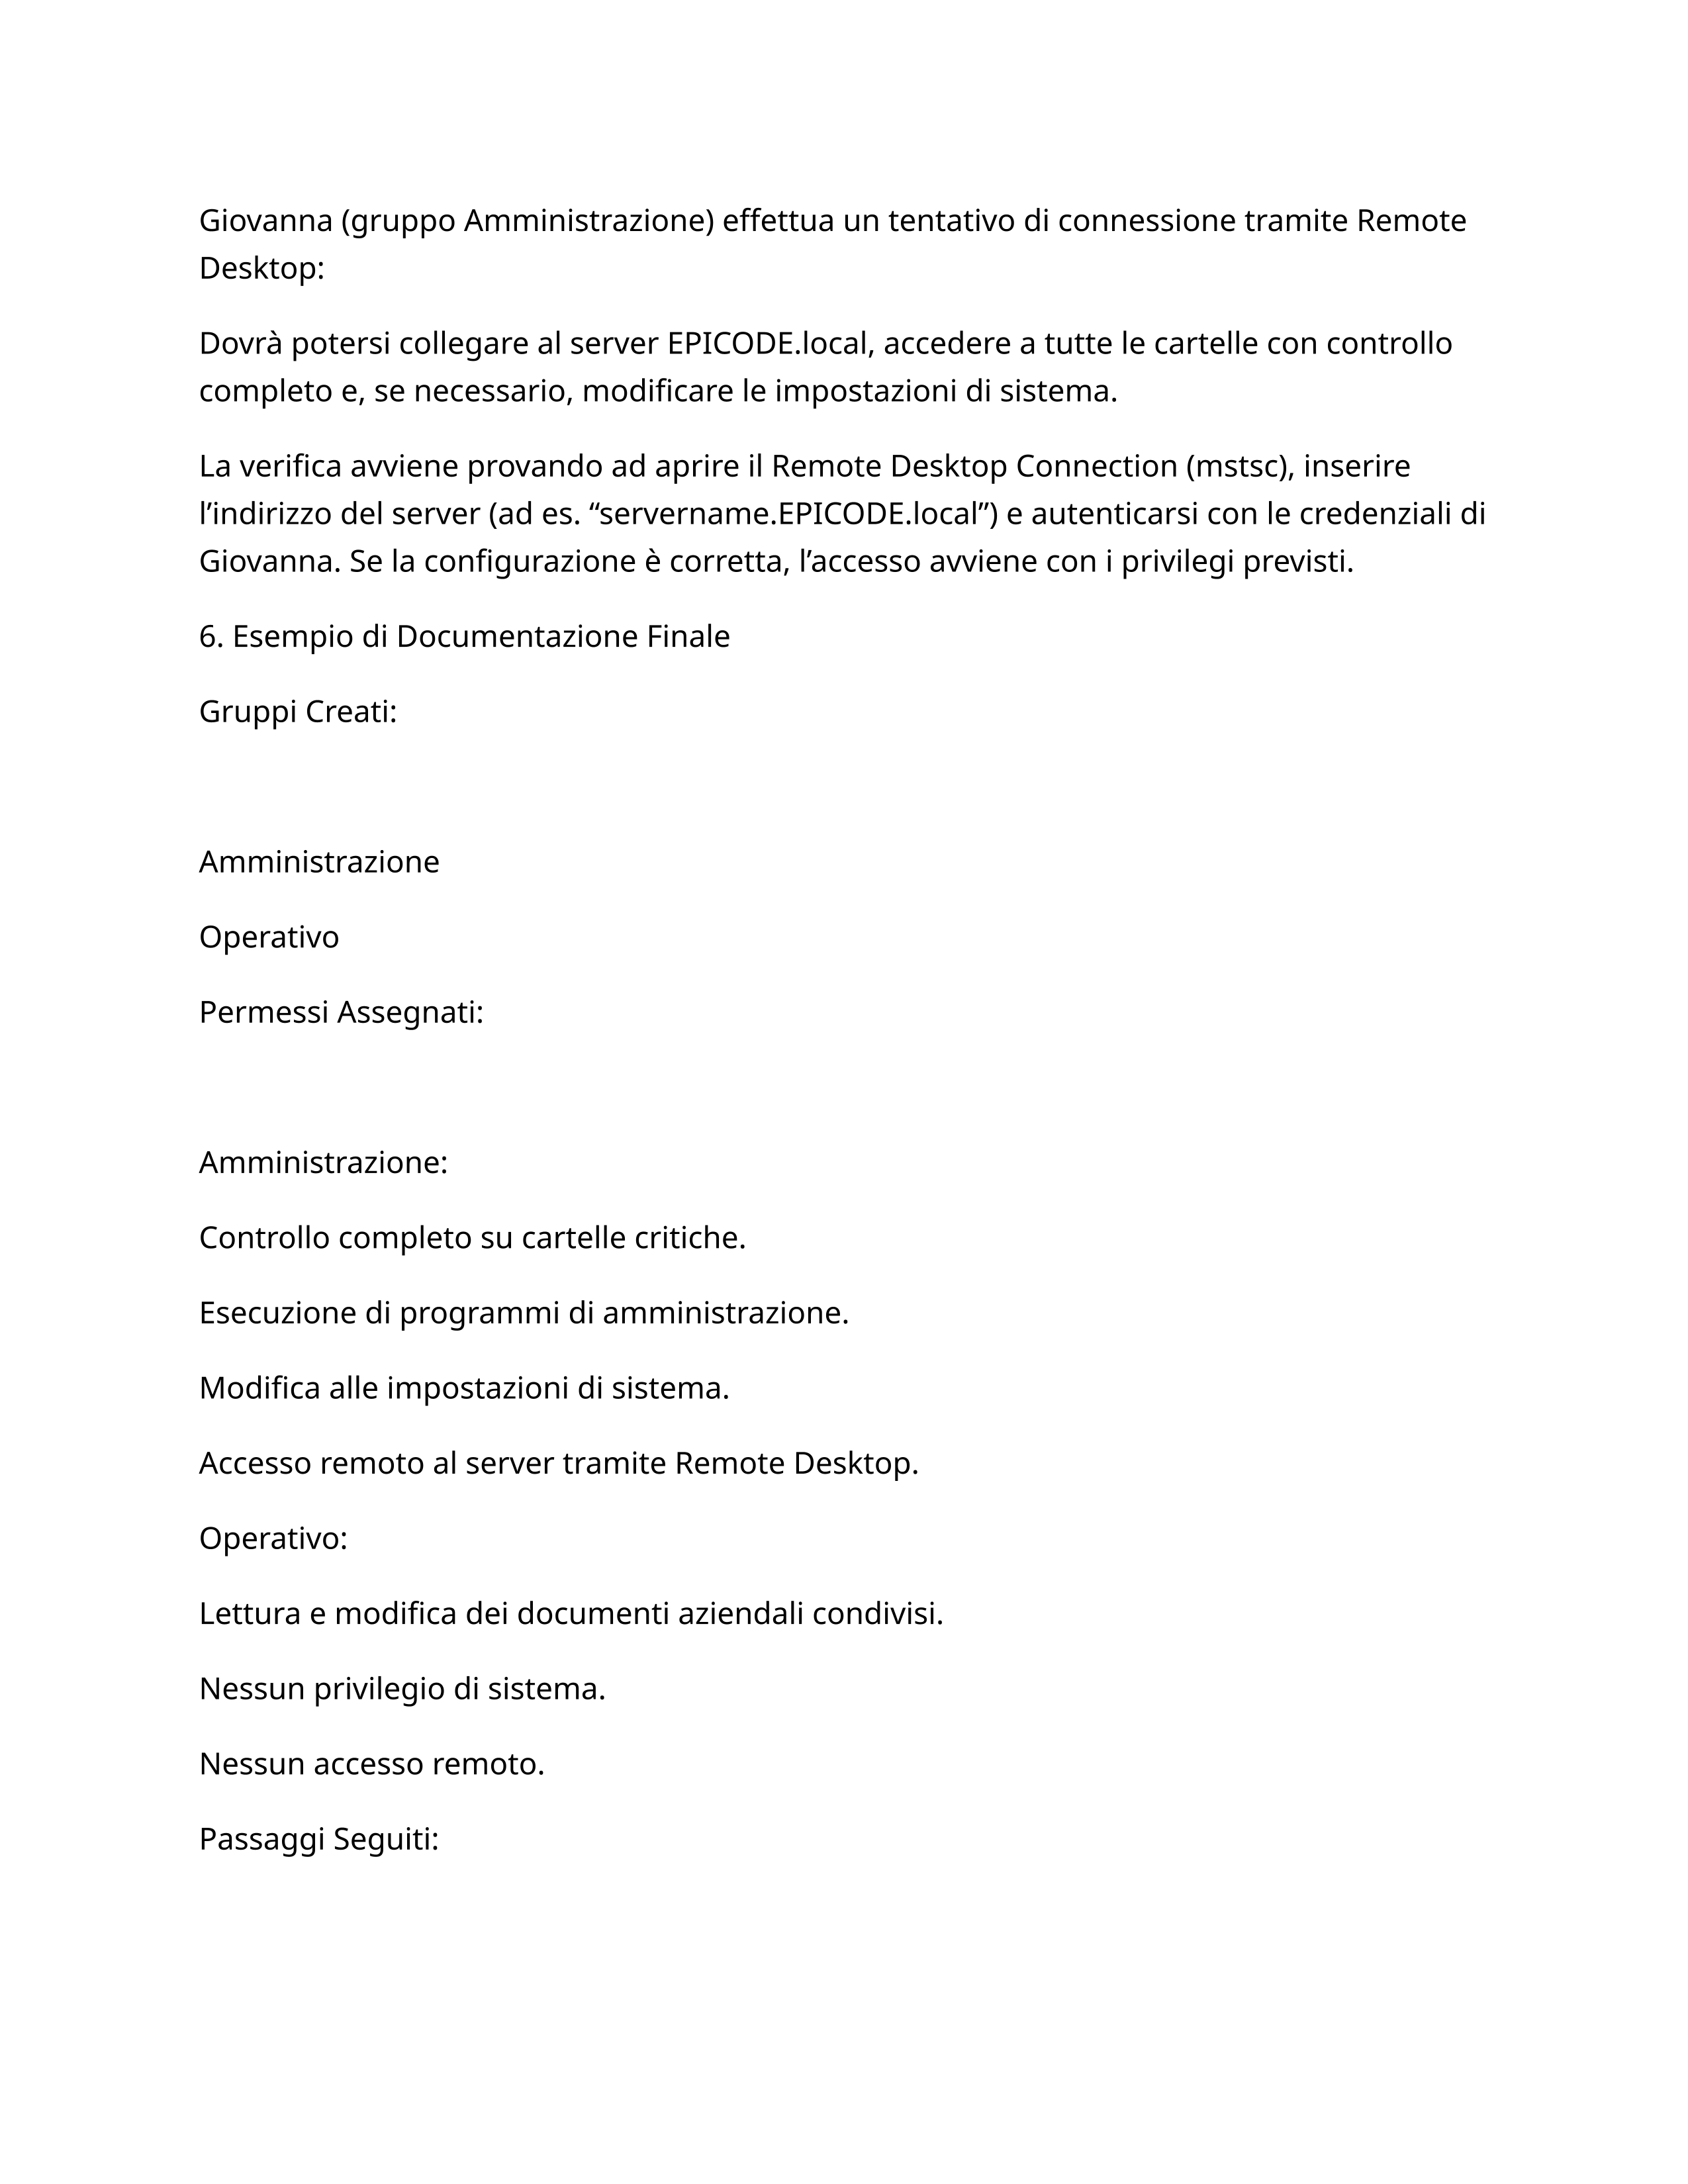 Giovanna (gruppo Amministrazione) effettua un tentativo di connessione tramite Remote
Desktop:
Dovrà potersi collegare al server EPICODE.local, accedere a tutte le cartelle con controllo
completo e, se necessario, modificare le impostazioni di sistema.
La verifica avviene provando ad aprire il Remote Desktop Connection (mstsc), inserire
l’indirizzo del server (ad es. “servername.EPICODE.local”) e autenticarsi con le credenziali di
Giovanna. Se la configurazione è corretta, l’accesso avviene con i privilegi previsti.
6. Esempio di Documentazione Finale
Gruppi Creati:
Amministrazione
Operativo
Permessi Assegnati:
Amministrazione:
Controllo completo su cartelle critiche.
Esecuzione di programmi di amministrazione.
Modifica alle impostazioni di sistema.
Accesso remoto al server tramite Remote Desktop.
Operativo:
Lettura e modifica dei documenti aziendali condivisi.
Nessun privilegio di sistema.
Nessun accesso remoto.
Passaggi Seguiti: